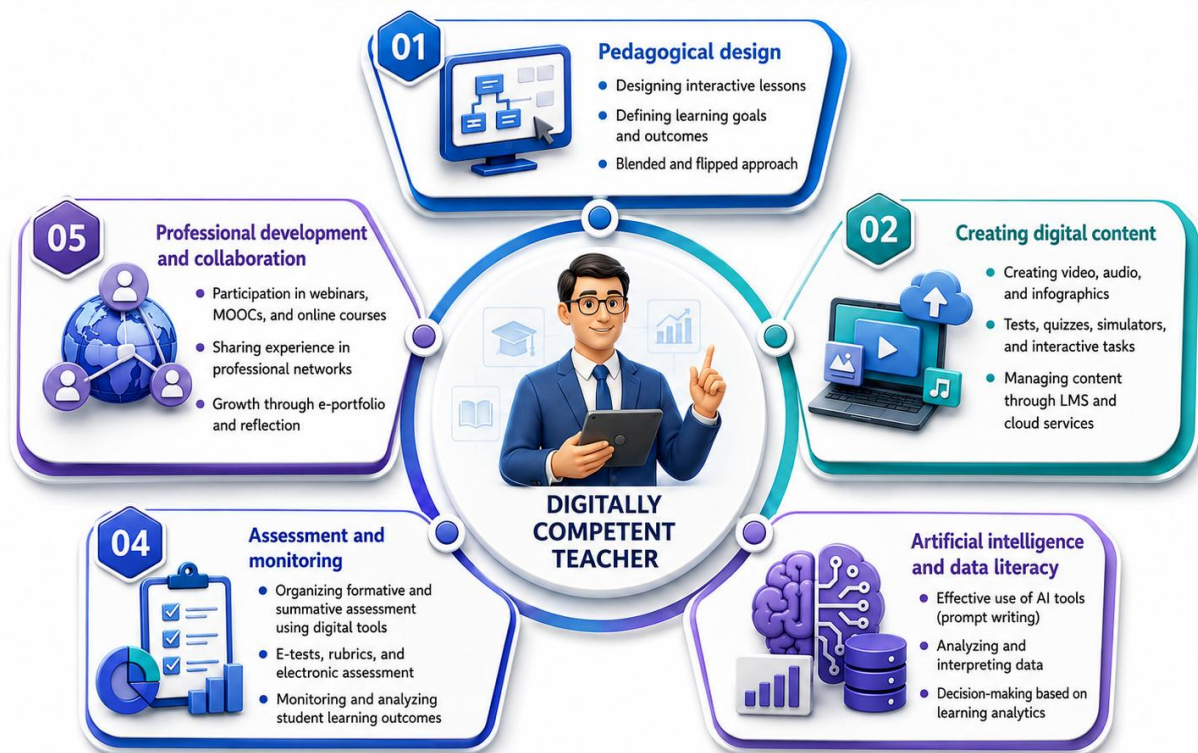 01
Pedagogical design
Designing interactive lessons
Defining learning goals
and outcomes
Blended and flipped approach
02
Creating digital content
Creating video, audio,
and infographics
Tests, quizzes, simulators,
and interactive tasks
Managing content
through LMS and
cloud services
Artificial intelligence
and data literacy
Effective use of AI tools
(prompt writing)
Analyzing and
interpreting data
Decision-making based on
learning analytics
04
Assessment and
monitoring
Organizing formative and
summative assessment
using digital tools
E-tests, rubrics, and
electronic assessment
Monitoring and analyzing
student learning outcomes
05
Professional development
and collaboration
Participation in webinars,
MOOCs, and online courses
Sharing experience in
professional networks
Growth through e-portfolio
and reflection
DIGITALLY
COMPETENT
TEACHER